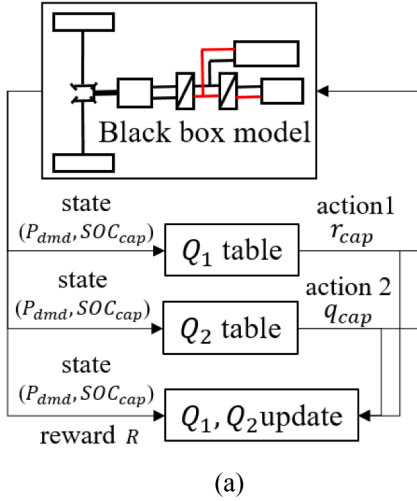 Black box model
state
(P_dmd, SOC_cap)
Q_1 table
action1
r_cap
state
(P_dmd, SOC_cap)
Q_2 table
action 2
q_cap
state
(P_dmd, SOC_cap)
reward R
Q_1, Q_2 update
(a)